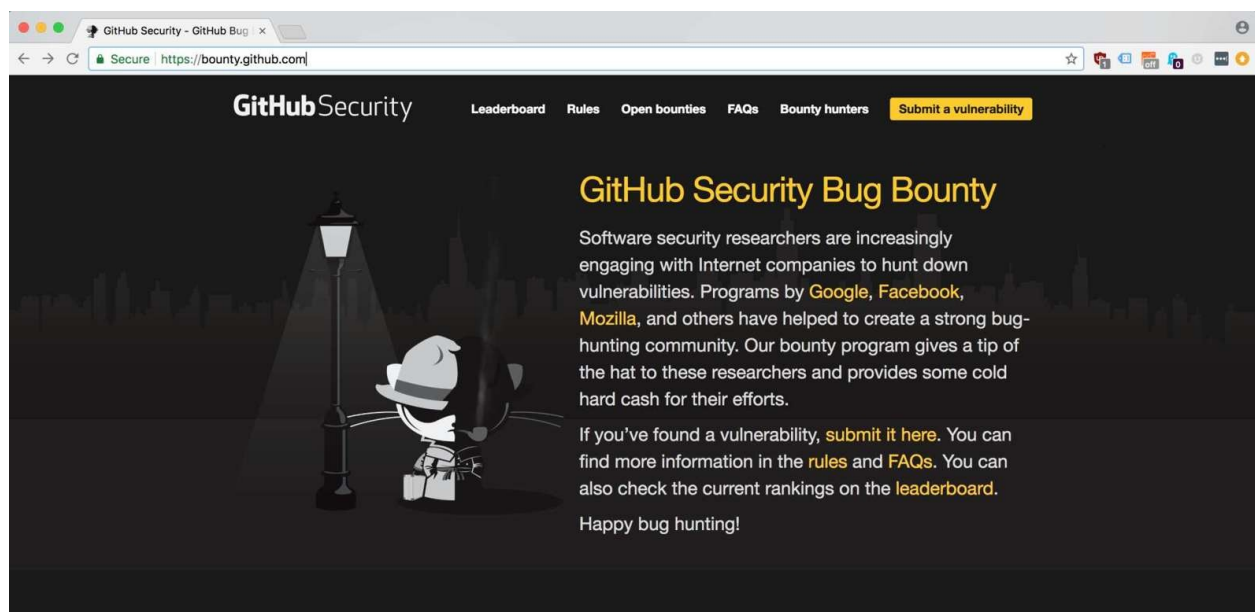 GitHub Security - GitHub Bug
Secure https://bounty.github.com
off 0
1
GitHub Security
Leaderboard Rules Open bounties FAQs Bounty hunters Submit a vulnerability
GitHub Security Bug Bounty
Software security researchers are increasingly
engaging with Internet companies to hunt down
vulnerabilities. Programs by Google, Facebook,
Mozilla, and others have helped to create a strong bug-
hunting community. Our bounty program gives a tip of
the hat to these researchers and provides some cold
hard cash for their efforts.
If you've found a vulnerability, submit it here. You can
find more information in the rules and FAQs. You can
also check the current rankings on the leaderboard.
Happy bug hunting!